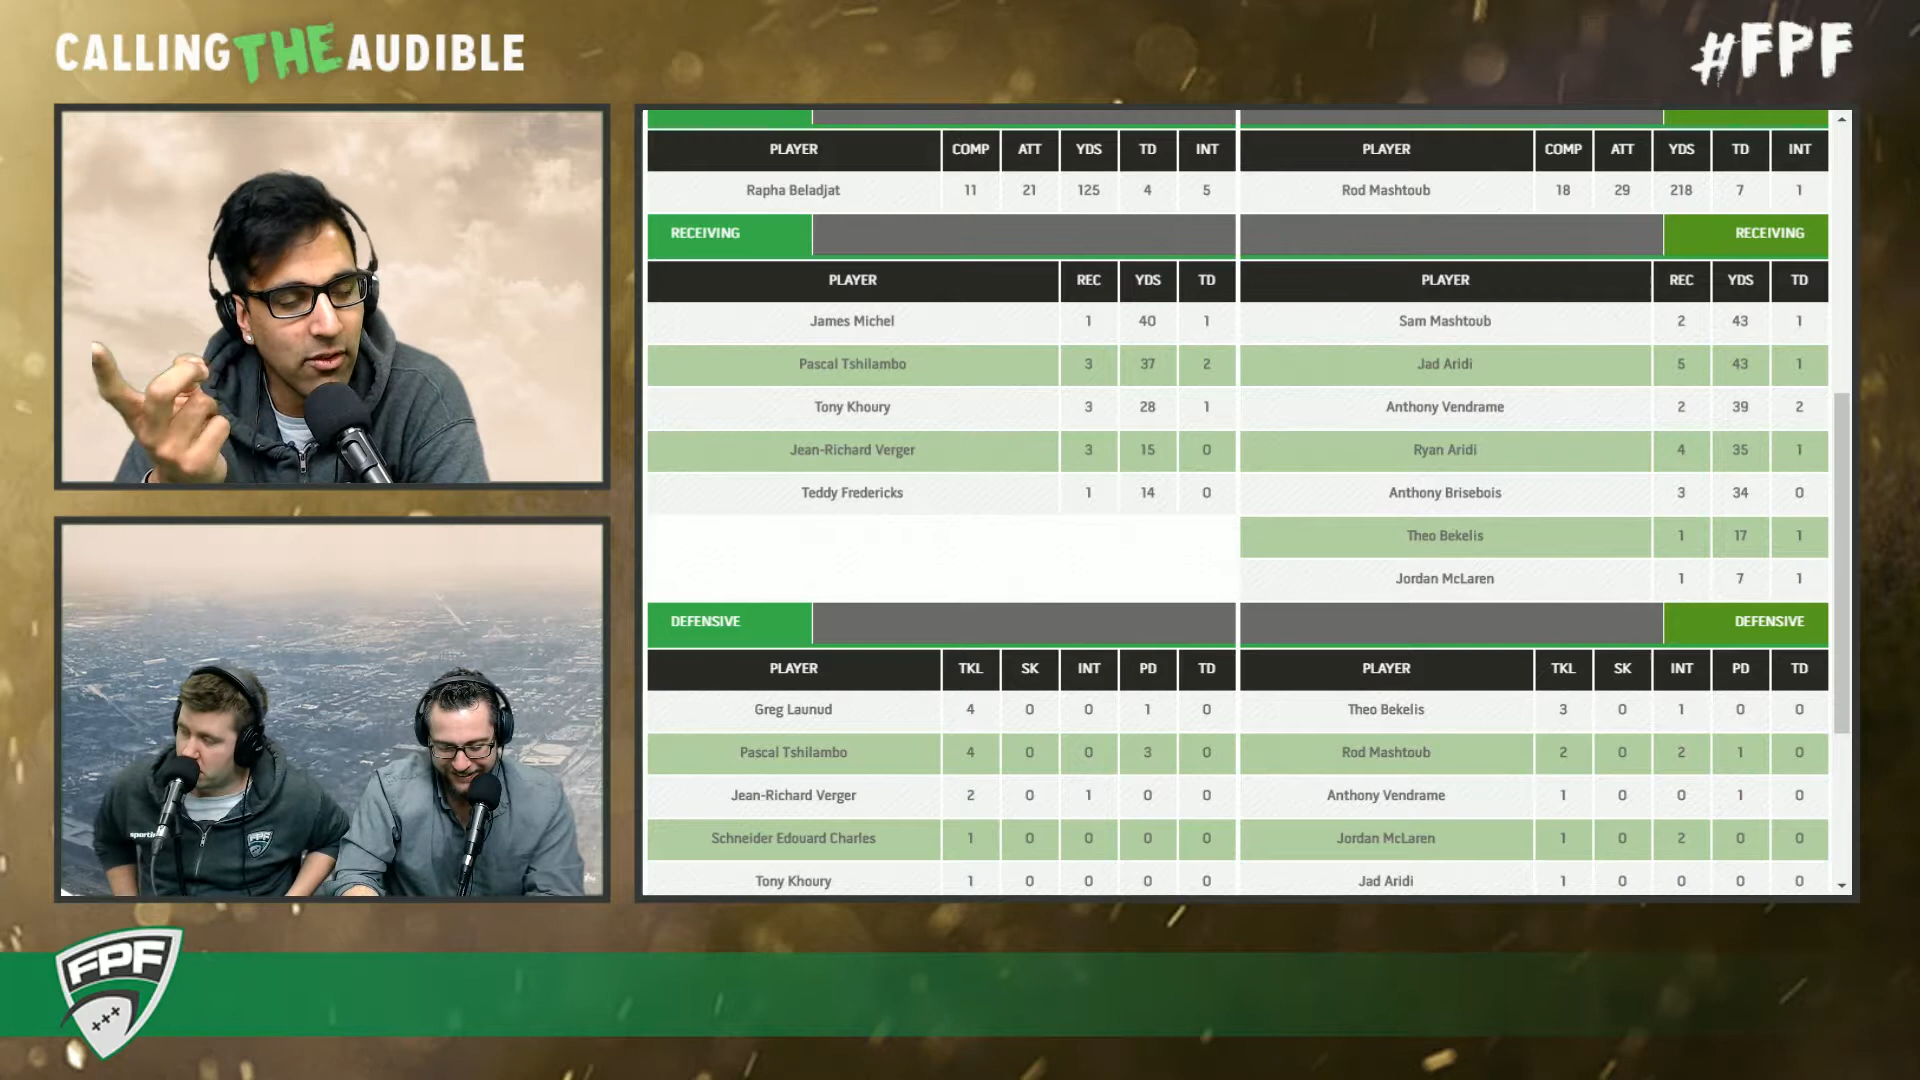 CALLING THE AUDIBLE
#FPF
PLAYER COMP ATT YDS TD INT PLAYER COMP ATT YDS TD INT
Rapha Beladjat 11 21 125 4 5 Rod Mashtoub 18 29 218 7 1
RECEIVING RECEIVING
PLAYER REC YDS TD PLAYER REC YDS TD
James Michel 1 40 1 Sam Mashtoub 2 43 1
Pascal Tshilambo 3 37 2 Jad Aridi 5 43 1
Tony Khoury 3 28 1 Anthony Vendrame 2 39 2
Jean-Richard Verger 3 15 0 Ryan Aridi 4 35 1
Teddy Fredericks 1 14 0 Anthony Brisebois 3 34 0
Theo Bekelis 1 17 1
Jordan McLaren 1 7 1
DEFENSIVE DEFENSIVE
PLAYER TKL SK INT PD TD PLAYER TKL SK INT PD TD
Greg Launud 4 0 0 1 0 Theo Bekelis 3 0 1 0 0
Pascal Tshilambo 4 0 0 3 0 Rod Mashtoub 2 0 2 1 0
Jean-Richard Verger 2 0 1 0 0 Anthony Vendrame 1 0 0 1 0
Schneider Edouard Charles 1 0 0 0 0 Jordan McLaren 1 0 2 0 0
Tony Khoury 1 0 0 0 0 Jad Aridi 1 0 0 0 0
FPF
FPF